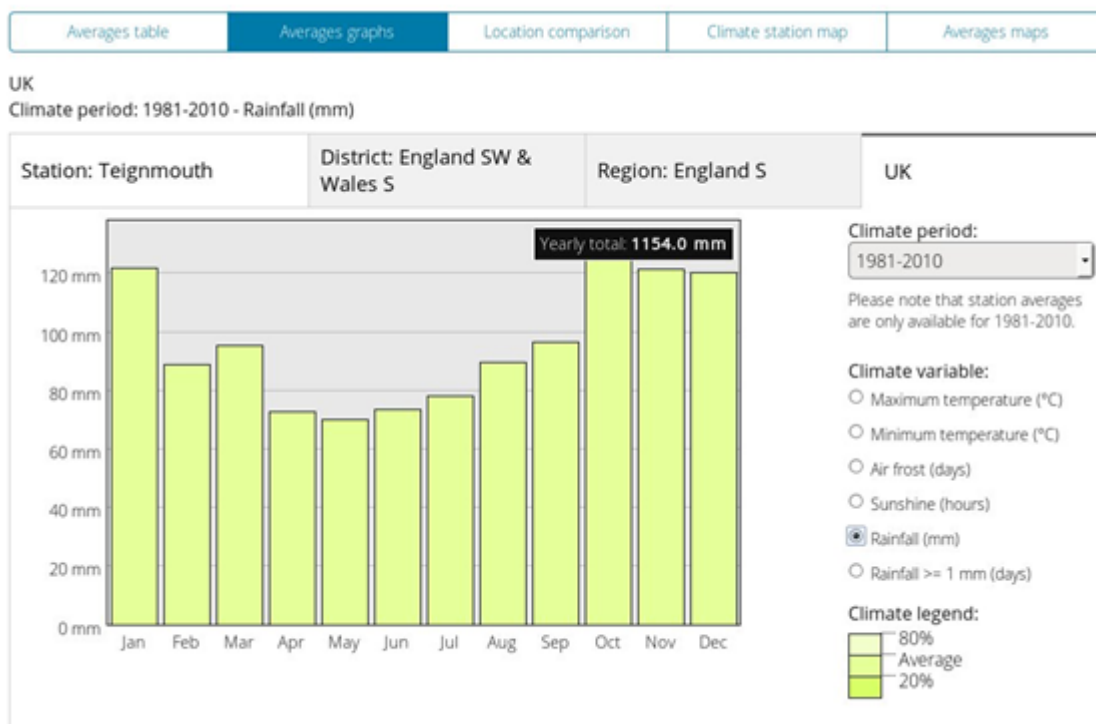 Averages table
Averages graphs
Location comparison
Climate station map
Averages maps
UK
Climate period: 1981-2010 - Rainfall (mm)
Station: Teignmouth
District: England SW &
Wales S
Region: England S
UK
Yearly total: 1154.0 mm
120 mm
100 mm
80 mm
60 mm
40 mm
20 mm
0 mm
Jan Feb Mar Apr May Jun Jul Aug Sep Oct Nov Dec
Climate period:
1981-2010
Please note that station averages
are only available for 1981-2010.
Climate variable:
Maximum temperature (°C)
Minimum temperature (°C)
Air frost (days)
Sunshine (hours)
Rainfall (mm)
Rainfall >= 1 mm (days)
Climate legend:
80%
Average
20%